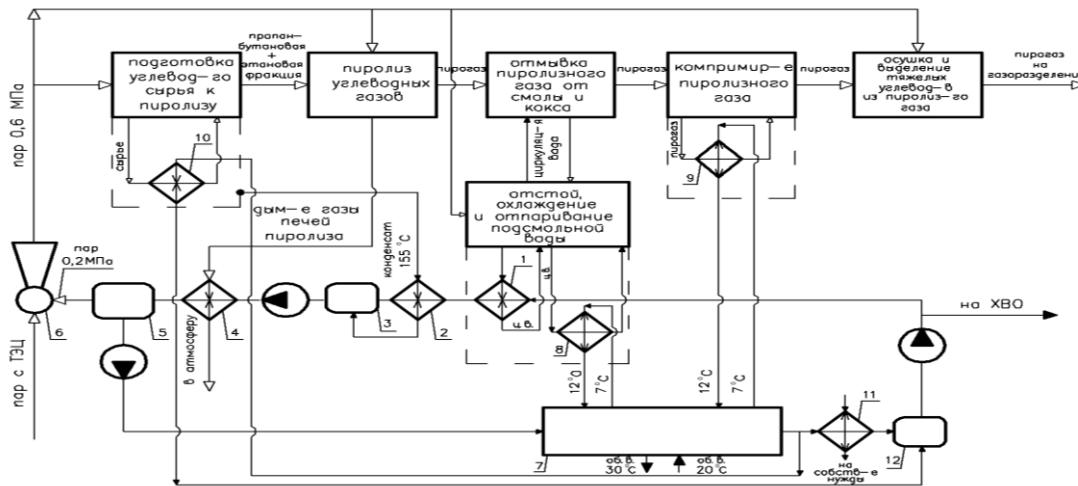 подготовка
углевод-го
сырья к
пиролизу
пропан-
бутановая
+
этановая
фракция
пиролиз
углеводных
газов
пирогаз
отмывка
пиролизного
газа от
смолы и
кокса
пирогаз
компримир-е
пиролизного
газа
пирогаз
осушка и
выделение
тяжелых
углевод-в
из пиролиз-го
газа
пирогаз
на
газоразделени
пар 0,6 МПа
сырье
10
циркуляц-я
вада
пирогаз
9
отстой,
охлаждение
и отпаривание
подсмальной
вады
дым-е газы
печей
пиролиза
конденсат
155 °С
пар
0,2МПа
1
ц.в.
ц.в.
8
2
3
4
5
6
на ХВО
в атмосферу
пар с ТЭЦ
12°а
7°С
12°С
7°С
11
12
7
об.в.
30°С
об.в.
20°С
на
собств-е
нужды